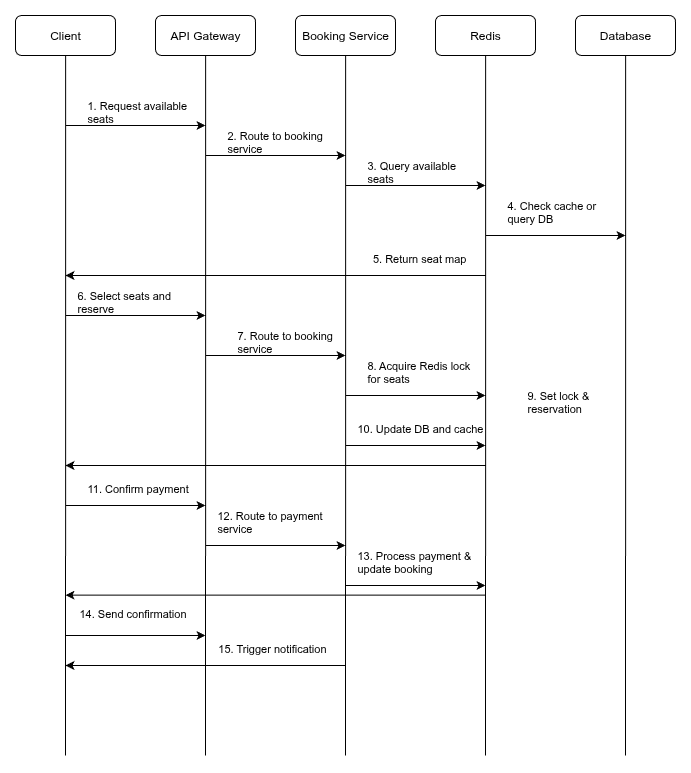 Client
API Gateway
Booking Service
Redis
Database
1. Request available
seats
2. Route to booking
service
3. Query available
seats
4. Check cache or
query DB
5. Return seat map
6. Select seats and
reserve
7. Route to booking
service
8. Acquire Redis lock
for seats
9. Set lock &
reservation
10. Update DB and cache
11. Confirm payment
12. Route to payment
service
13. Process payment &
update booking
14. Send confirmation
15. Trigger notification